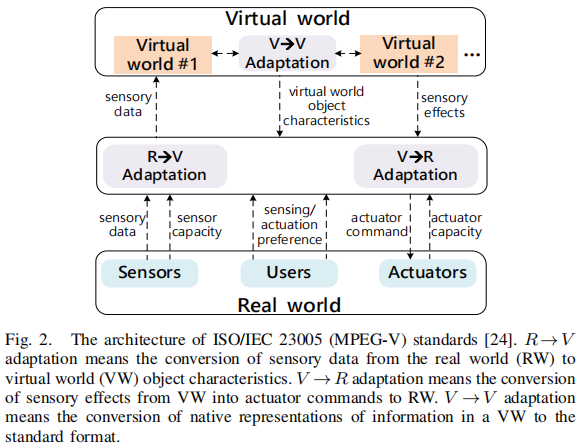 Virtual world
Virtual
world #1
V→V
Adaptation
Virtual
world #2
...
sensory
data
virtual world
object
characteristics
sensory
effects
R→V
Adaptation
V→R
Adaptation
sensory
data
sensor
capacity
sensing/
actuation
preference
actuator
command
actuator
capacity
Sensors
Users
Actuators
Real world
Fig. 2. The architecture of ISO/IEC 23005 (MPEG-V) standards [24]. R → V
adaptation means the conversion of sensory data from the real world (RW) to
virtual world (VW) object characteristics. V → R adaptation means the conversion
of sensory effects from VW into actuator commands to RW. V → V adaptation
means the conversion of native representations of information in a VW to the
standard format.